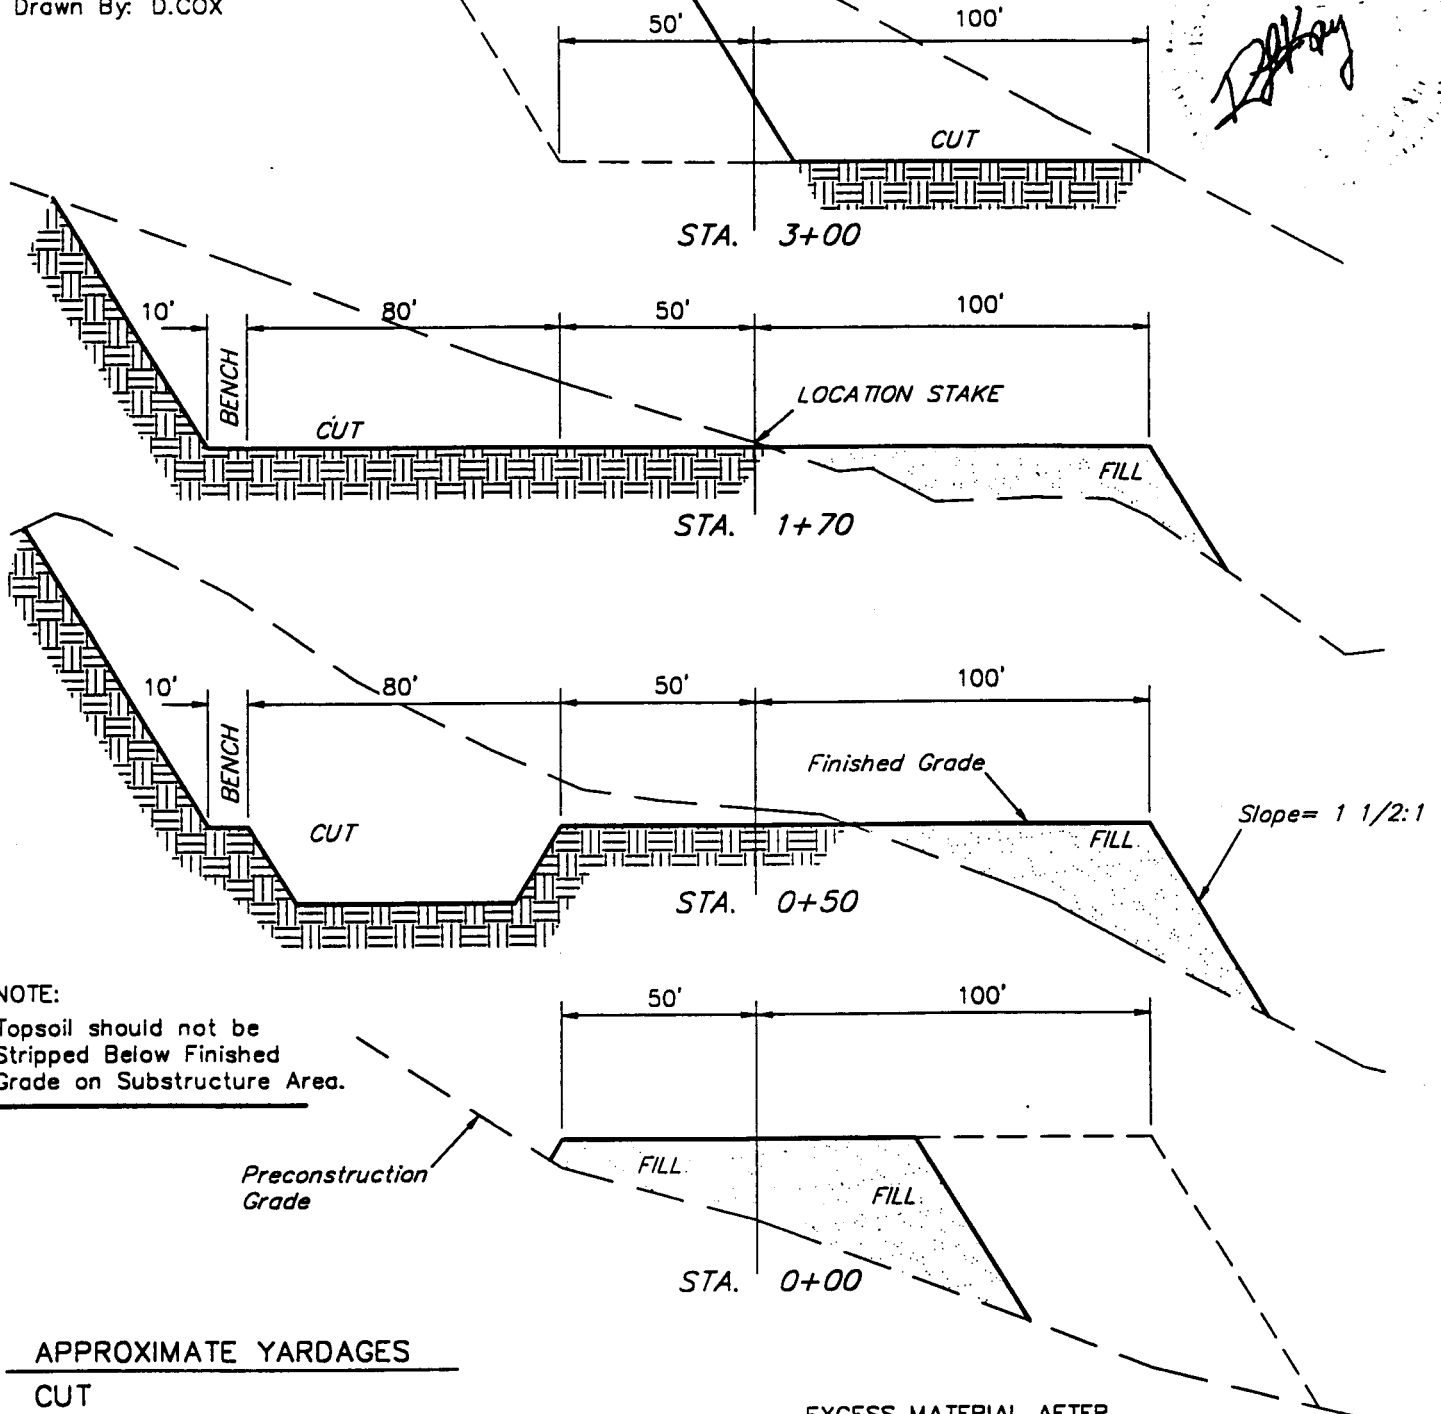 Drawn By: D.COX
50' 100'
CUT
STA. 3+00
10' 80' 50' 100'
BENCH
CUT
LOCATION STAKE
FILL
STA. 1+70
10' 80' 50' 100'
BENCH
CUT
Finished Grade
Slope= 1 1/2:1
FILL
STA. 0+50
NOTE:
Topsoil should not be
Stripped Below Finished
Grade on Substructure Area.
50' 100'
Preconstruction
Grade
FILL
FILL
STA. 0+00
APPROXIMATE YARDAGES
CUT
EXCESS MATERIAL AFTER